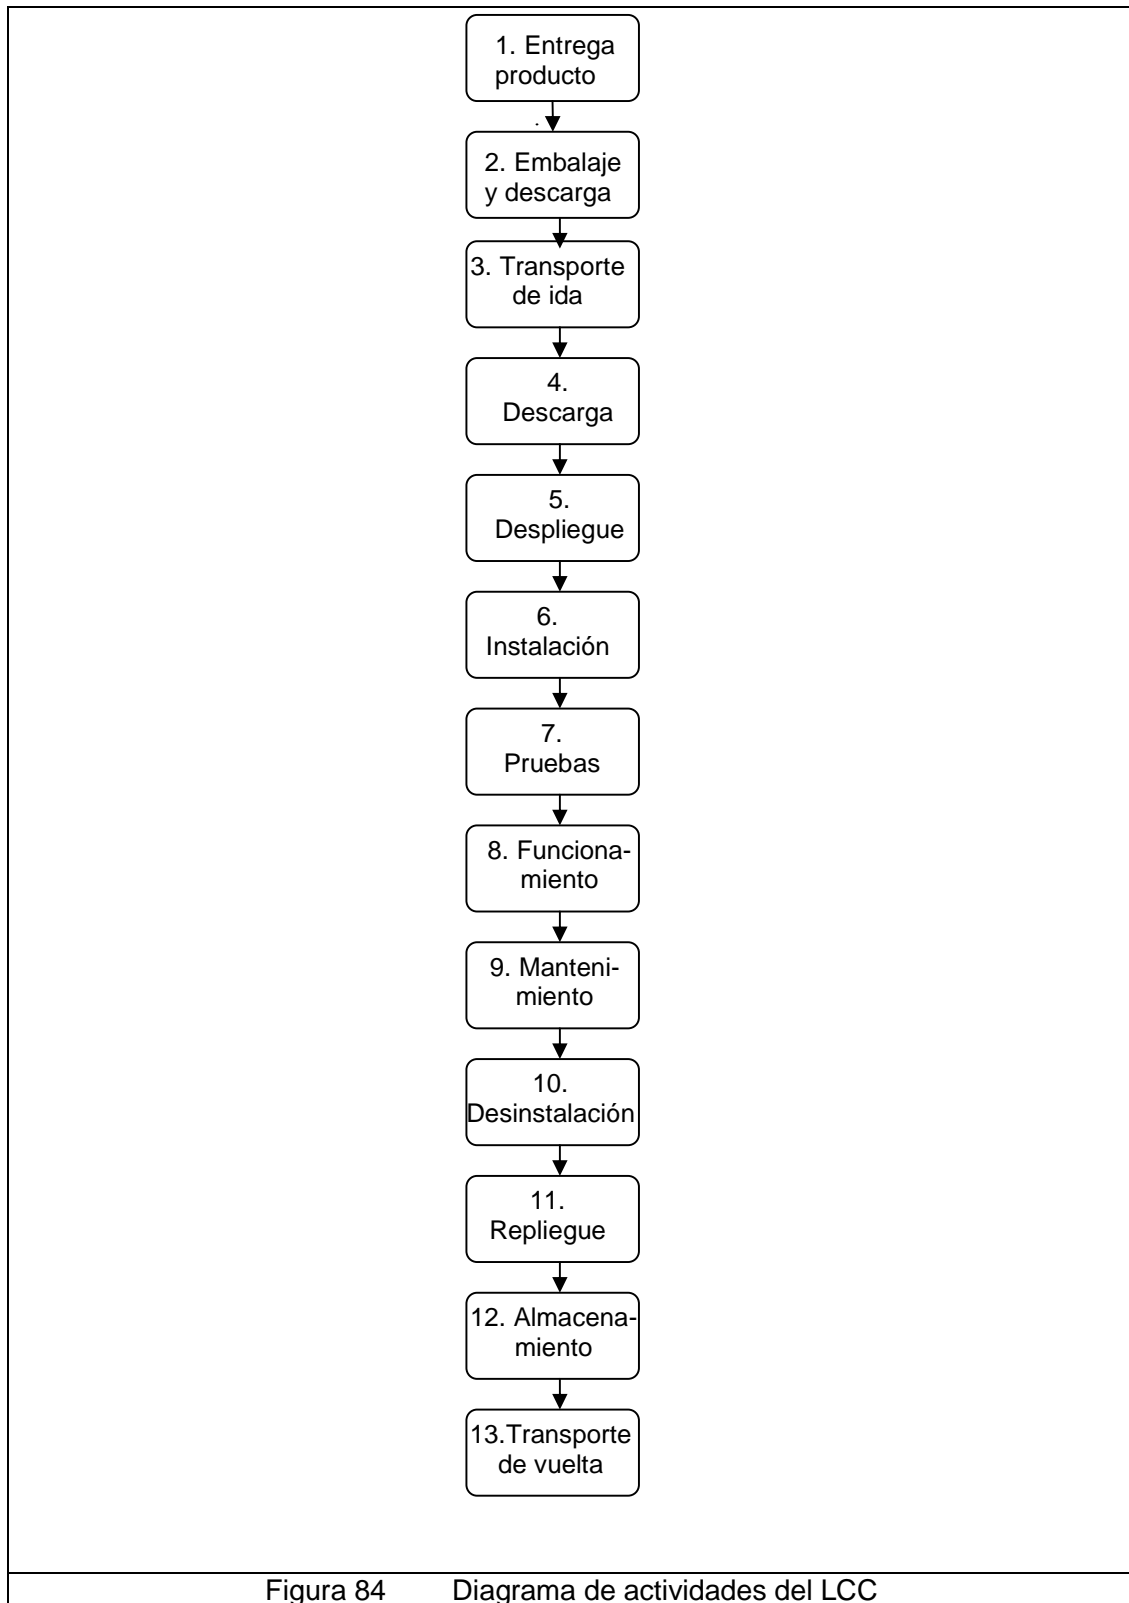 1. Entrega
producto
2. Embalaje
y descarga
3. Transporte
de ida
4.
Descarga
5.
Despliegue
6.
Instalación
7.
Pruebas
8. Funciona-
miento
9. Manteni-
miento
10.
Desinstalación
11.
Repliegue
12. Almacena-
miento
13.Transporte
de vuelta
Figura 84 Diagrama de actividades del LCC